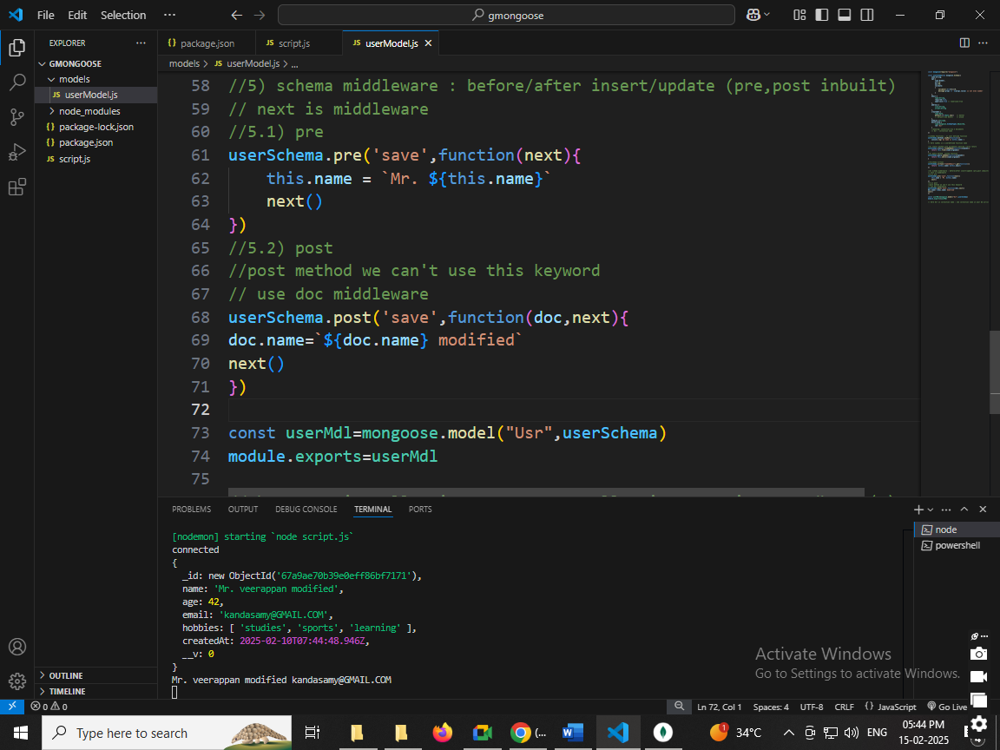 File Edit Selection ··· gmongoose
EXPLORER ···
GMONGOOSE
models
JS userModel.js
node_modules
{} package-lock.json
{} package.json
JS script.js
OUTLINE
TIMELINE
{} package.json JS script.js JS userModel.js
models > JS userModel.js > ...
58 //5) schema middleware : before/after insert/update (pre,post inbuilt)
59 // next is middleware
60 //5.1) pre
61 userSchema.pre('save',function(next){
62 this.name = `Mr. ${this.name}`
63 next()
64 })
65 //5.2) post
66 //post method we can't use this keyword
67 // use doc middleware
68 userSchema.post('save',function(doc,next){
69 doc.name=`${doc.name} modified`
70 next()
71 })
72
73 const userMdl=mongoose.model("Usr",userSchema)
74 module.exports=userMdl
75
PROBLEMS OUTPUT DEBUG CONSOLE TERMINAL PORTS
node
powershell
[nodemon] starting `node script.js`
connected
{
_id: new ObjectId('67a9ae70b39e0eff86bf7171'),
name: 'Mr. veerappan modified',
age: 42,
email: 'kandasamy@GMAIL.COM',
hobbies: [ 'studies', 'sports', 'learning' ],
createdAt: 2025-02-10T07:44:48.946Z,
__v: 0
}
Mr. veerappan modified kandasamy@GMAIL.COM
Activate Windows
Go to Settings to activate Windows.
0 0 Ln 72, Col 1 Spaces: 4 UTF-8 CRLF {} JavaScript Go Live
Type here to search (... 1 34°C ENG 05:44 PM
15-02-2025